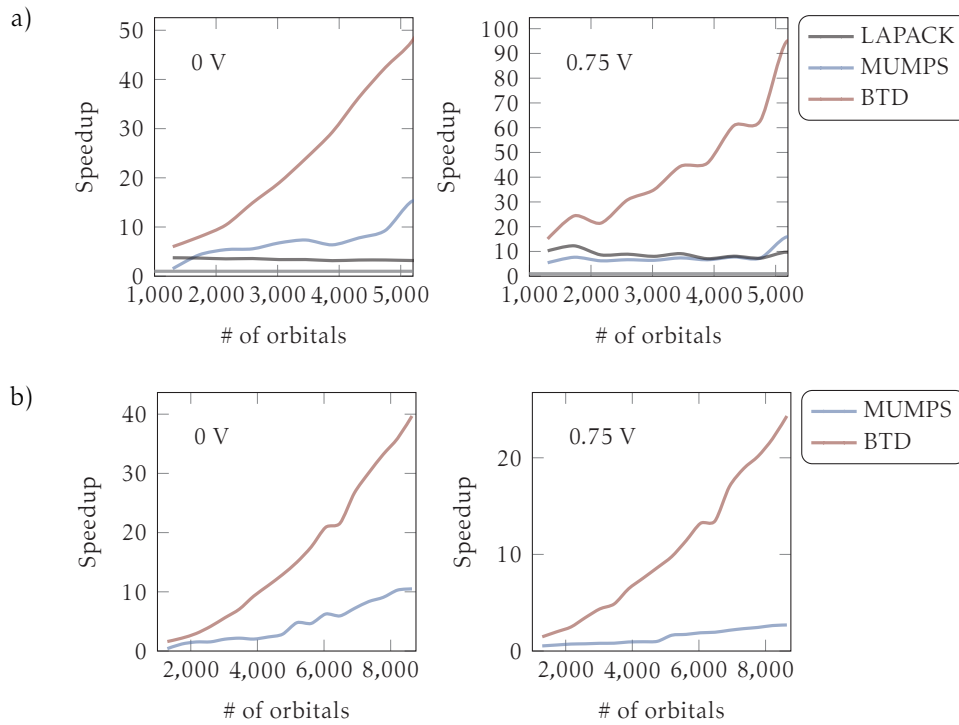 a)
50
40
30
20
10
0
Speedup
0 V
1,000 2,000 3,000 4,000 5,000
# of orbitals
100
90
80
70
60
50
40
30
20
10
0
Speedup
0.75 V
1,000 2,000 3,000 4,000 5,000
# of orbitals
LAPACK
MUMPS
BTD
b)
40
30
20
10
0
Speedup
0 V
2,000 4,000 6,000 8,000
# of orbitals
20
10
0
Speedup
0.75 V
2,000 4,000 6,000 8,000
# of orbitals
MUMPS
BTD